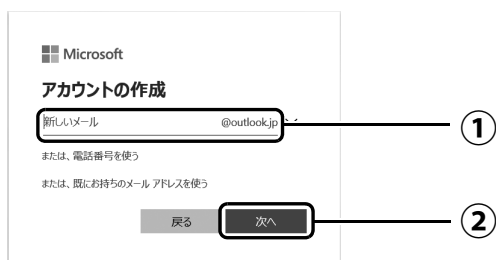 Microsoft
アカウントの作成
新しいメール @outlook.jp
①
または、電話番号を使う
または、既にお持ちのメール アドレスを使う
戻る 次へ
②